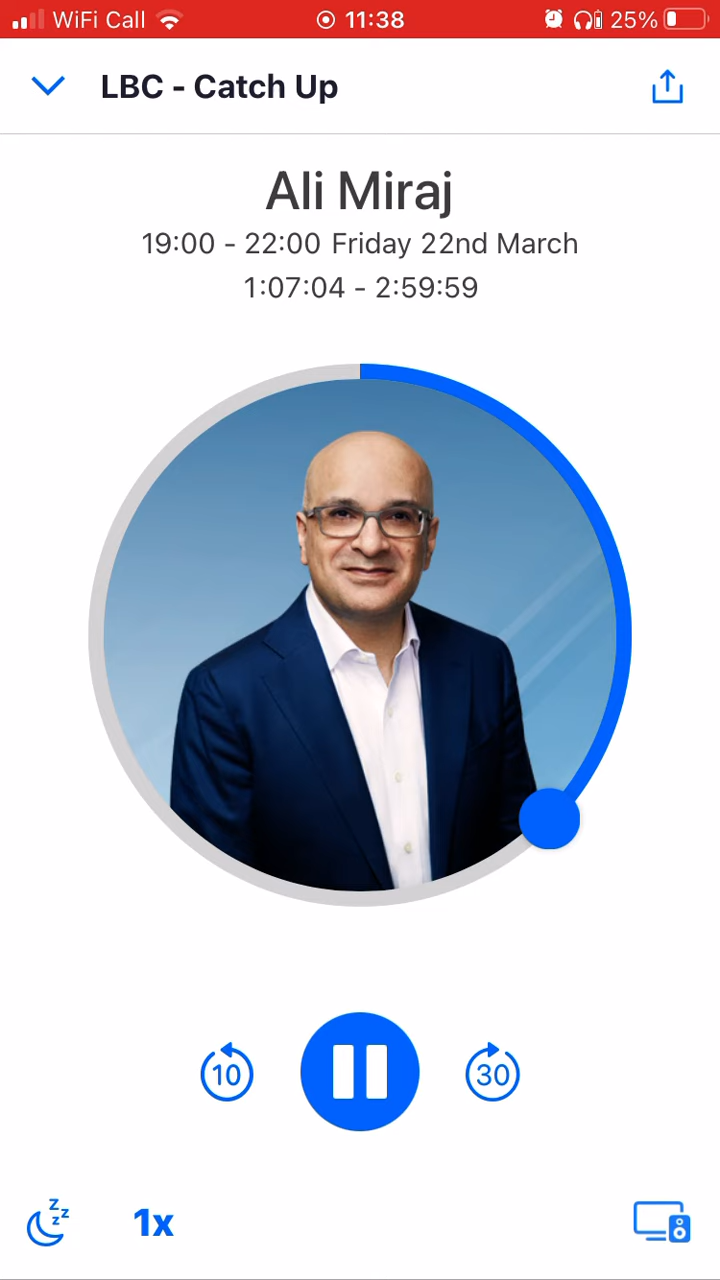 WiFi Call 11:38 25%
LBC - Catch Up
Ali Miraj
19:00 - 22:00 Friday 22nd March
1:07:04 - 2:59:59
10 30
zzzz 1x